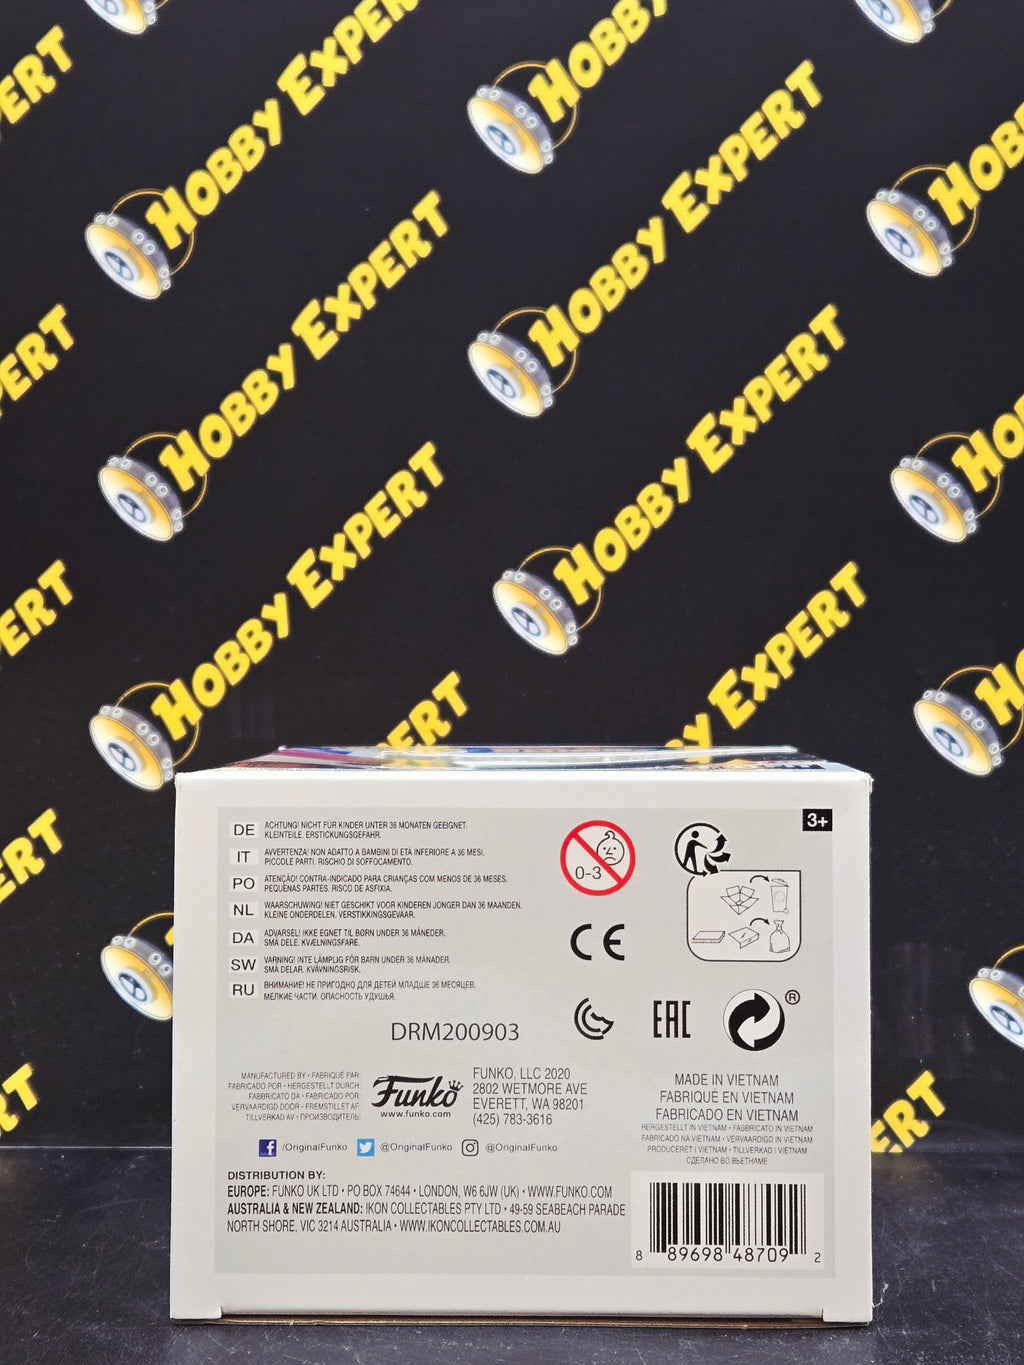 HOBBY EXPERT
HOBBY EXPERT
HOBBY EXPERT
HOBBY EXPERT
HOBBY EXPERT
HOBBY EXPERT
HOBBY EXPERT
3+
DE ACHTUNG! NICHT FÜR KINDER UNTER 36 MONATEN GEEIGNET.
KLEINTEILE. ERSTICKUNGSGEFAHR.
IT AVVERTENZA! NON ADATTO A BAMBINI DI ETÀ INFERIORE A 36 MESI.
PICCOLE PARTI. RISCHIO DI SOFFOCAMENTO.
PO ATENÇÃO! CONTRA-INDICADO PARA CRIANÇAS COM MENOS DE 36 MESES.
PEQUENAS PARTES. RISCO DE ASFIXIA.
NL WAARSCHUWING! NIET GESCHIKT VOOR KINDEREN JONGER DAN 36 MAANDEN.
KLEINE ONDERDELEN. VERSTIKKINGSGEVAAR.
DA ADVARSEL! IKKE EGNET TIL BØRN UNDER 36 MÅNEDER.
SMÅ DELE. KVÆLNINGSFARE.
SW VARNING! INTE LÄMPLIG FÖR BARN UNDER 36 MÅNADER.
SMÅ DELAR. KVÄVNINGSRISK.
RU ВНИМАНИЕ! НЕ ПРИГОДНО ДЛЯ ДЕТЕЙ МЛАДШЕ 36 МЕСЯЦЕВ.
МЕЛКИЕ ЧАСТИ. ОПАСНОСТЬ УДУШЬЯ.
0-3
CE
EAC
®
DRM200903
MANUFACTURED BY • FABRIQUÉ PAR:
FABRICADO POR • HERGESTELLT DURCH:
FABBRICATO DA • FABRICADO POR:
VERVAARDIGD DOOR • FREMSTILLET AF:
TILLVERKAD AV • ПРОИЗВОДИТЕЛЬ:
Funko
www.funko.com
FUNKO, LLC 2020
2802 WETMORE AVE
EVERETT, WA 98201
(425) 783-3616
MADE IN VIETNAM
FABRIQUÉ EN VIETNAM
FABRICADO EN VIETNAM
HERGESTELLT IN VIETNAM • FABBRICATO IN VIETNAM
FABRICADO NA VIETNAM • VERVAARDIGD IN VIETNAM
PRODUCERET I VIETNAM • TILLVERKAD I VIETNAM
СДЕЛАНО ВО ВЬЕТНАМЕ
/OriginalFunko @OriginalFunko @OriginalFunko
DISTRIBUTION BY:
EUROPE: FUNKO UK LTD • PO BOX 74644 • LONDON, W6 6JW (UK) • WWW.FUNKO.COM
AUSTRALIA & NEW ZEALAND: IKON COLLECTABLES PTY LTD • 49-59 SEABEACH PARADE
NORTH SHORE, VIC 3214 AUSTRALIA • WWW.IKONCOLLECTABLES.COM.AU
8 89698 48709 2